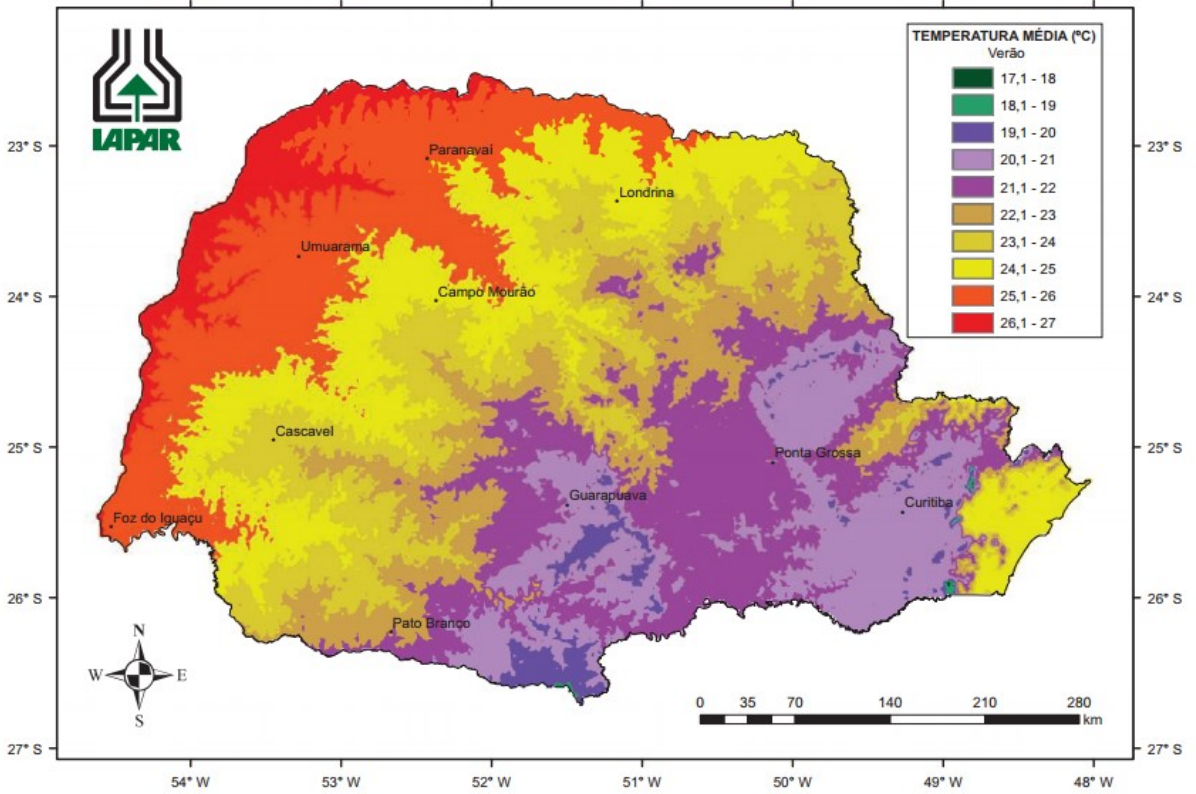 IAPAR
TEMPERATURA MÉDIA (ºC)
Verão
17,1 - 18
18,1 - 19
19,1 - 20
20,1 - 21
21,1 - 22
22,1 - 23
23,1 - 24
24,1 - 25
25,1 - 26
26,1 - 27
23° S
23° S
Paranavaí
Londrina
Umuarama
24° S
Campo Mourão
24° S
Cascavel
25° S
Ponta Grossa
25° S
Guarapuava
Curitiba
Foz do Iguaçu
26° S
26° S
Pato Branco
N
W
E
S
0
35
70
140
210
280
km
27° S
27° S
54° W
53° W
52° W
51° W
50° W
49° W
48° W